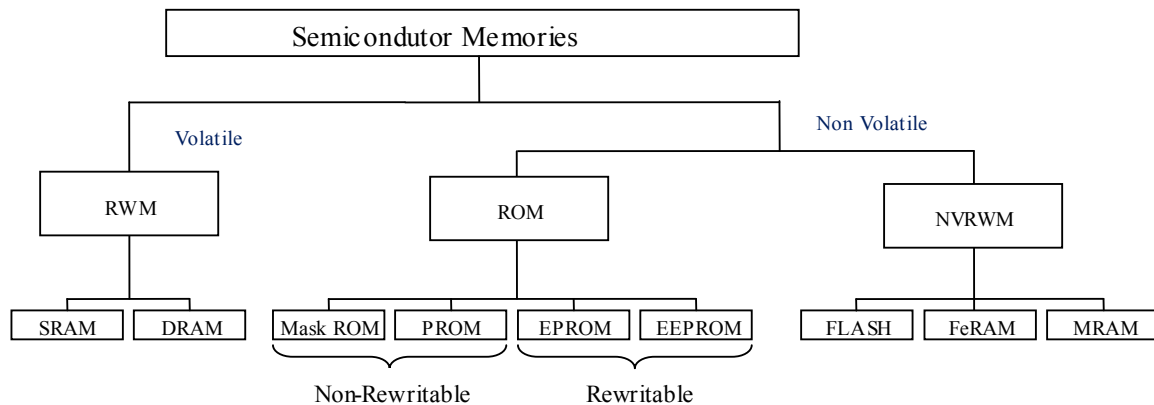 Semicondutor Memories
Volatile
Non Volatile
RWM
ROM
NVRWM
SRAM
DRAM
Mask ROM
PROM
EPROM
EEPROM
FLASH
FeRAM
MRAM
Non-Rewritable
Rewritable